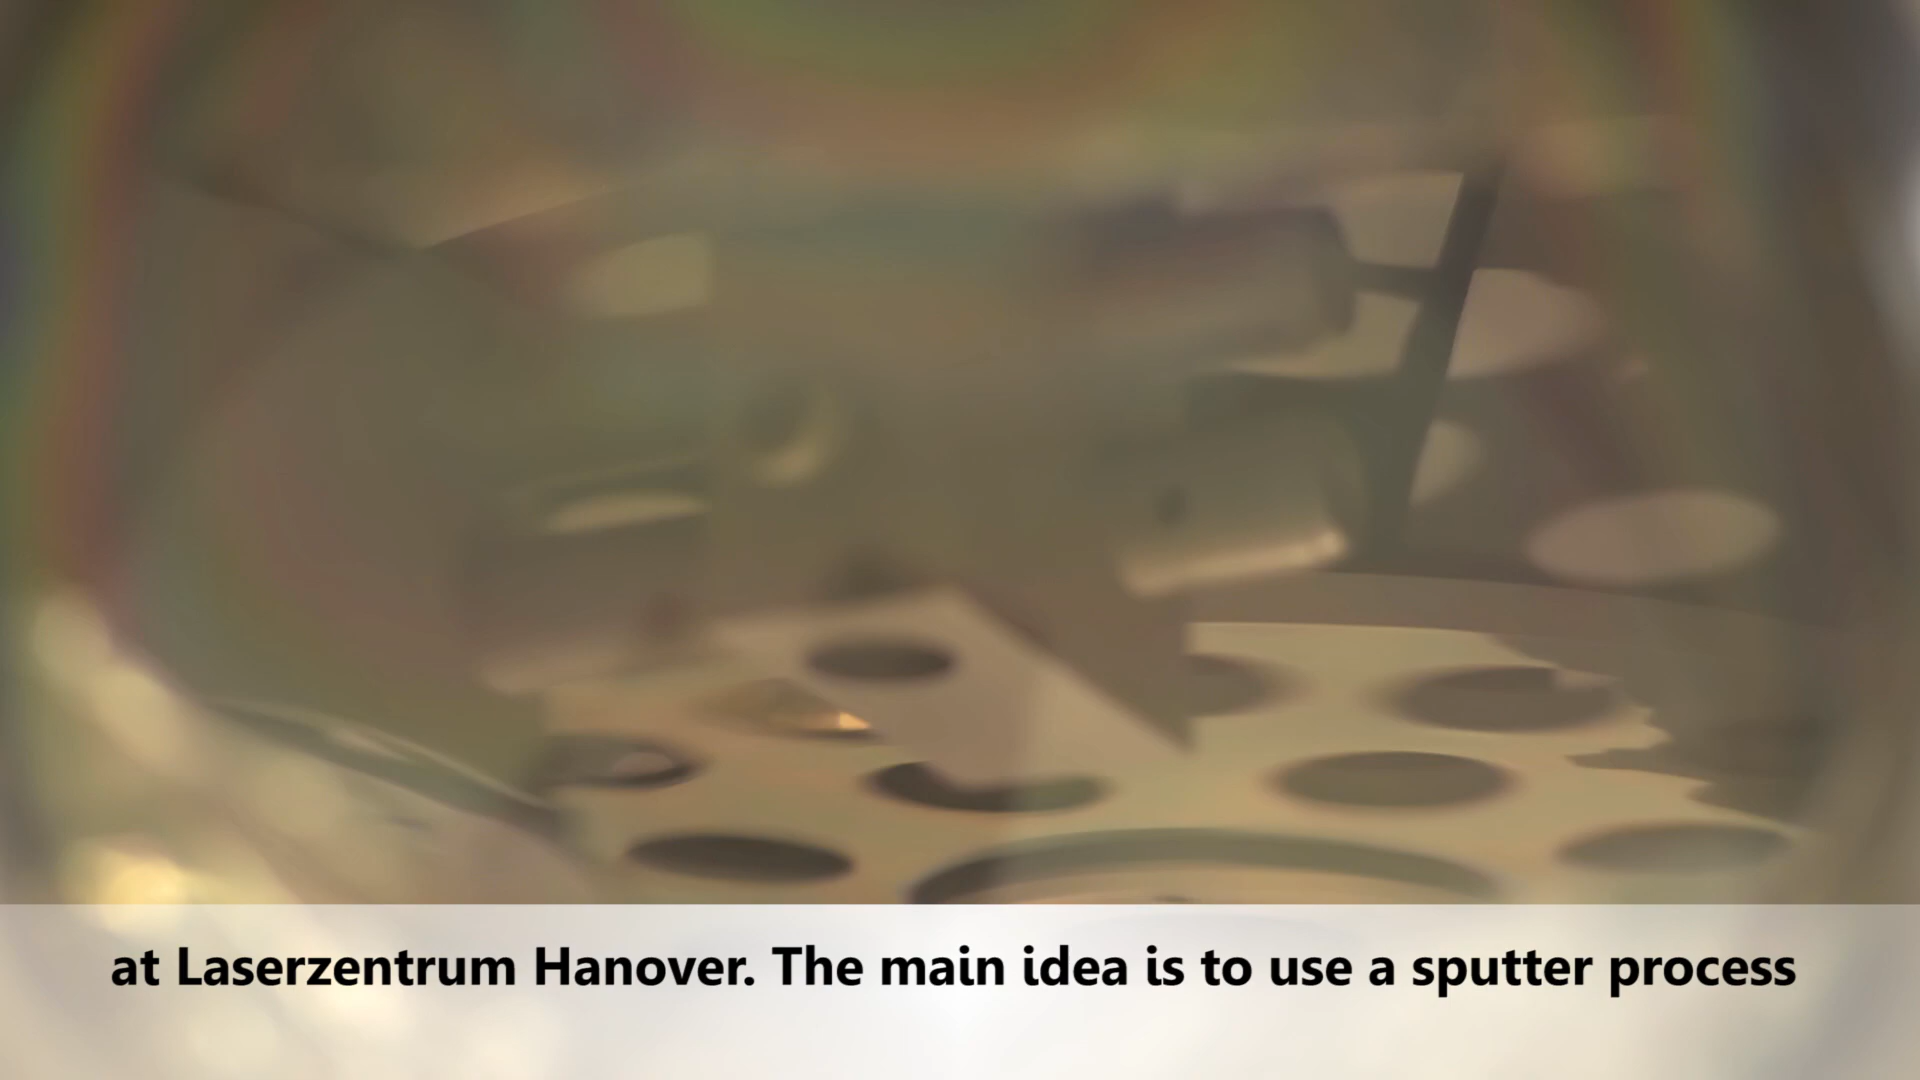 at Laserzentrum Hanover. The main idea is to use a sputter process